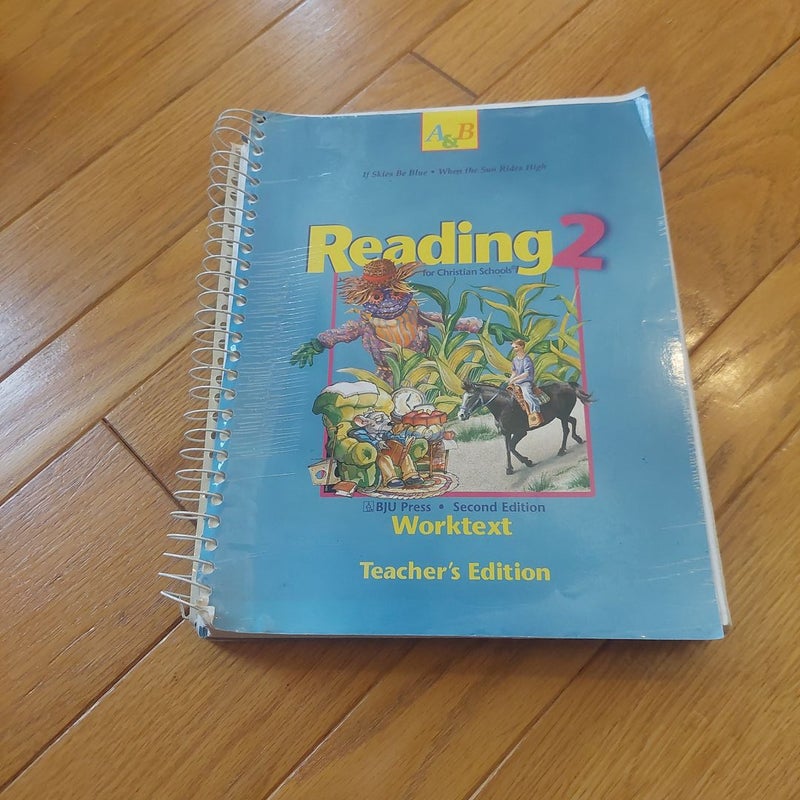 A&B
If Skies Be Blue • When the Sun Rides High
Reading 2
for Christian Schools®
BJU Press • Second Edition
Worktext
Teacher's Edition